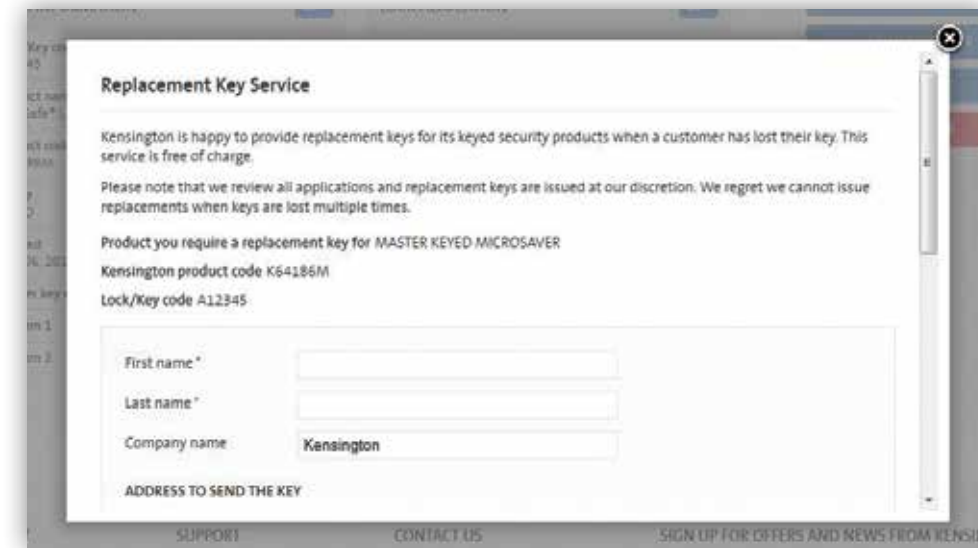 Replacement Key Service
Kensington is happy to provide replacement keys for its keyed security products when a customer has lost their key. This
service is free of charge.
Please note that we review all applications and replacement keys are issued at our discretion. We regret we cannot issue
replacements when keys are lost multiple times.
Product you require a replacement key for MASTER KEYED MICROSAVER
Kensington product code K64186M
Lock/Key code A12345
First name *
Last name *
Company name Kensington
ADDRESS TO SEND THE KEY
SUPPORT CONTACT US SIGN UP FOR OFFERS AND NEWS FROM KENSI